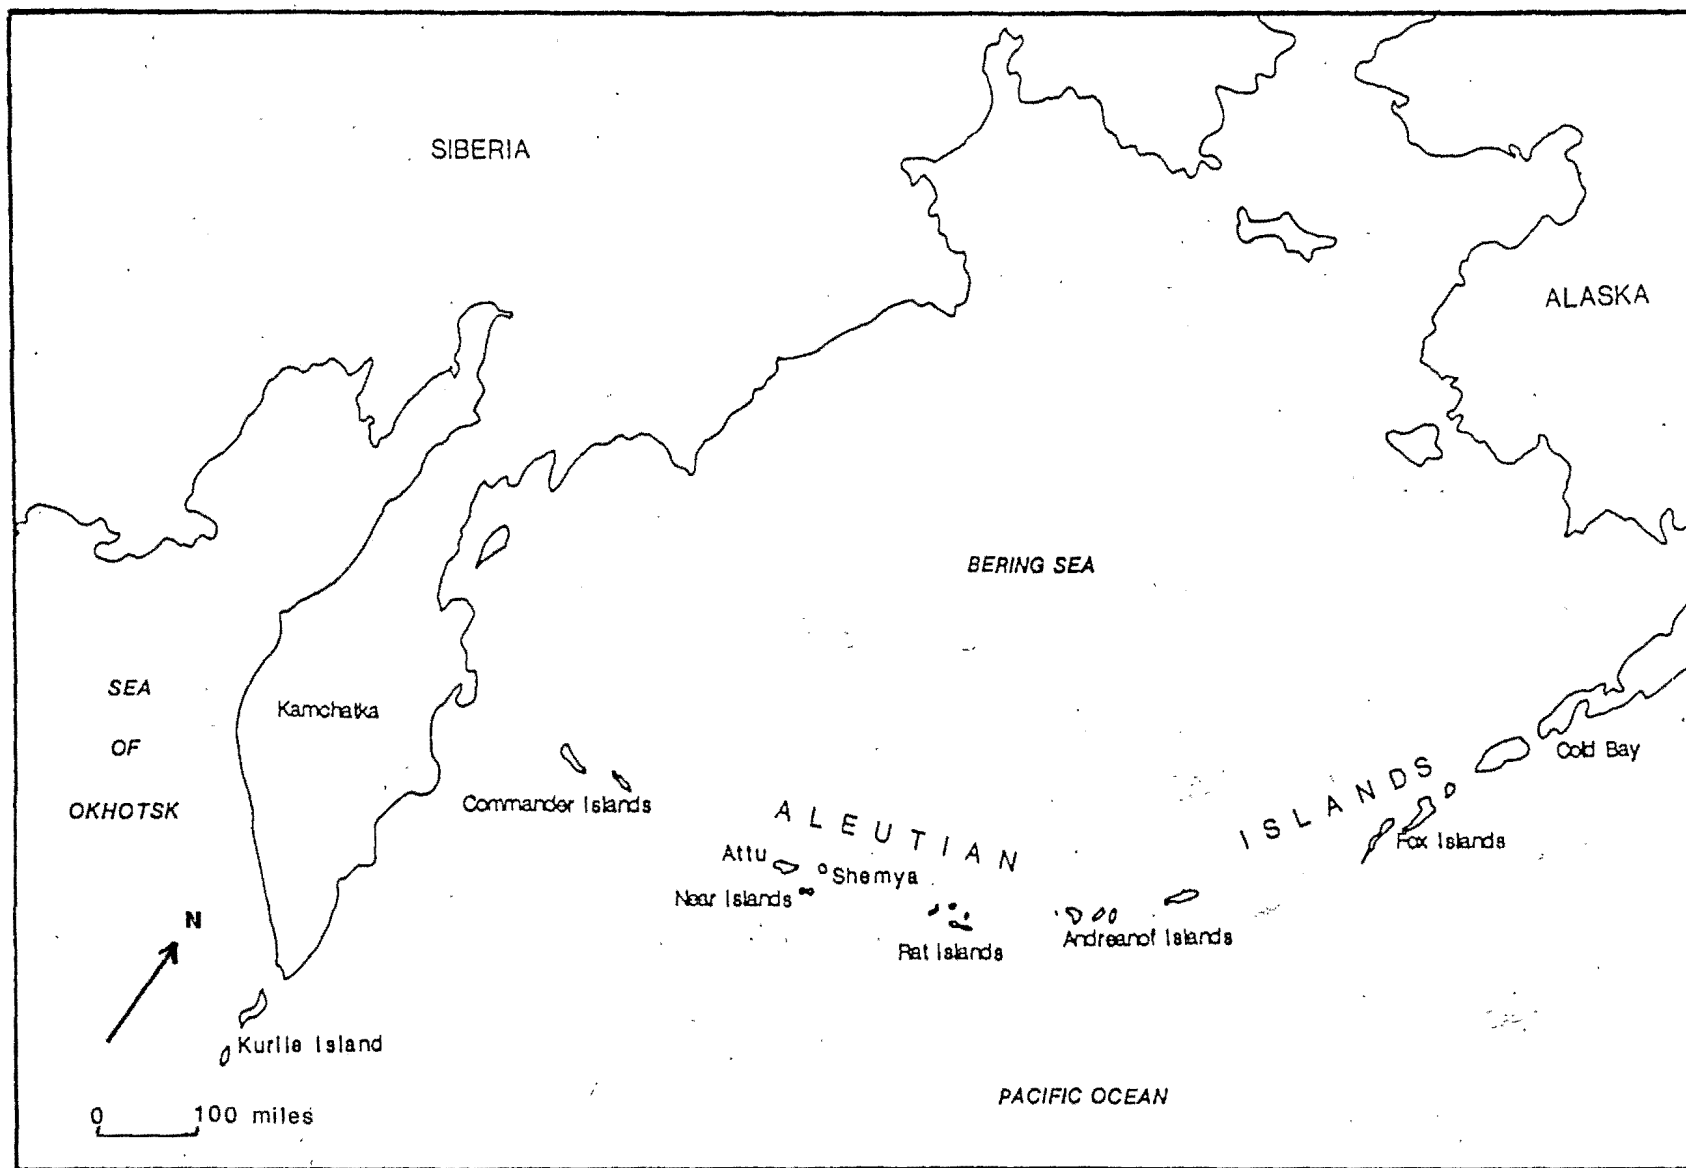 SIBERIA
ALASKA
BERING SEA
SEA
OF
OKHOTSK
Kamchatka
Cold Bay
Commander Islands
ALEUTIAN
ISLANDS
Fox Islands
Attu
Shemya
Near Islands
Rat Islands
Andreanof Islands
N
Kurlie Island
PACIFIC OCEAN
0 100 miles